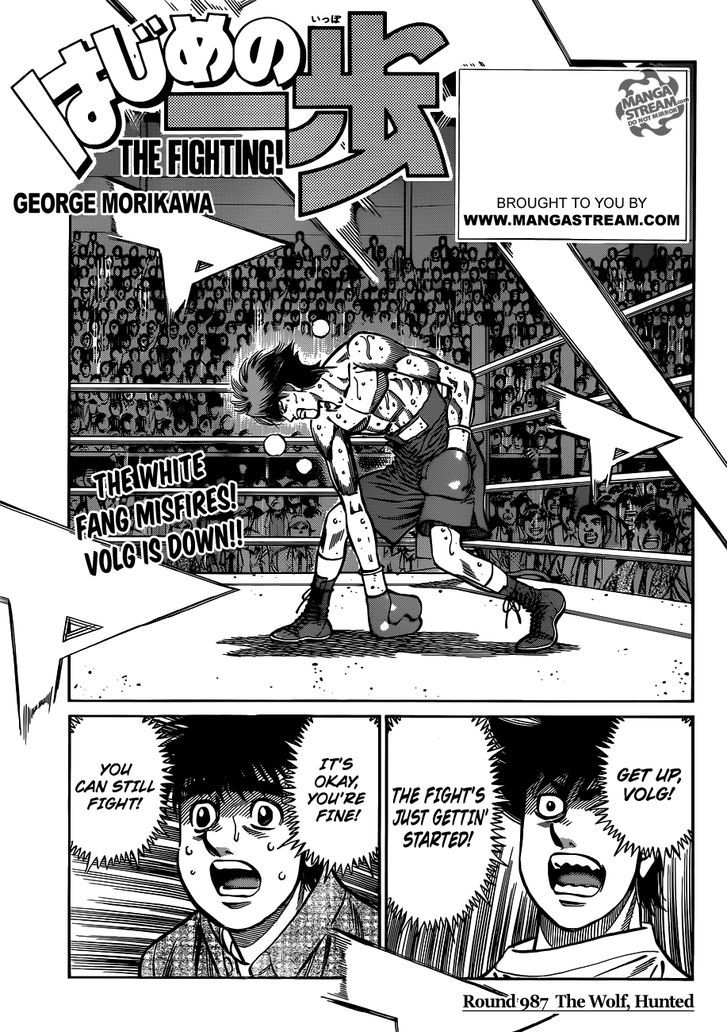 はじめの
いっぽ
一歩
THE FIGHTING!
GEORGE MORIKAWA
MANGA
STREAM.com
DO NOT MIRROR
BROUGHT TO YOU BY
WWW.MANGASTREAM.COM
THE WHITE
FANG MISFIRES!
VOLG IS DOWN!!
GET UP,
VOLG!
THE FIGHT'S
JUST GETTIN'
STARTED!
IT'S
OKAY,
YOU'RE
FINE!
YOU
CAN STILL
FIGHT!
Round 987 The Wolf, Hunted